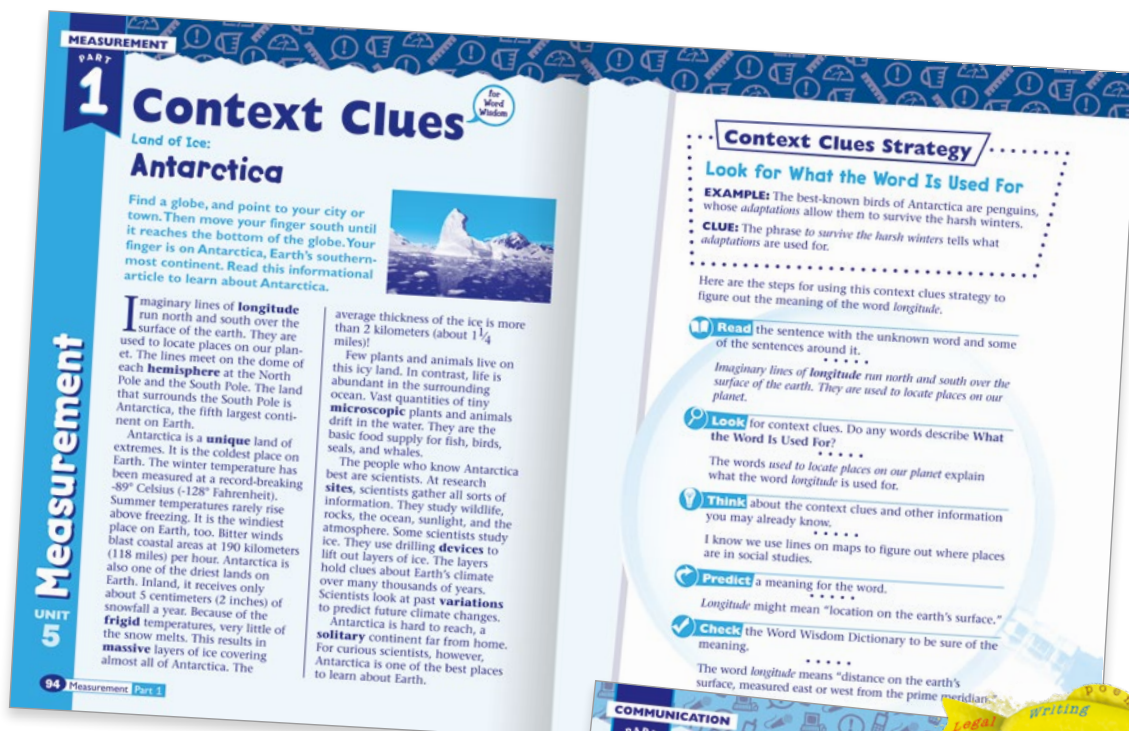 MEASUREMENT
PART
1
Context Clues
for
Word
Wisdom
Land of Ice:
Antarctica
Find a globe, and point to your city or
town. Then move your finger south until
it reaches the bottom of the globe. Your
finger is on Antarctica, Earth's southern-
most continent. Read this informational
article to learn about Antarctica.
Imaginary lines of longitude
run north and south over the
surface of the earth. They are
used to locate places on our plan-
et. The lines meet on the dome of
each hemisphere at the North
Pole and the South Pole. The land
that surrounds the South Pole is
Antarctica, the fifth largest conti-
nent on Earth.
Antarctica is a unique land of
extremes. It is the coldest place on
Earth. The winter temperature has
been measured at a record-breaking
-89° Celsius (-128° Fahrenheit).
Summer temperatures rarely rise
above freezing. It is the windiest
place on Earth, too. Bitter winds
blast coastal areas at 190 kilometers
(118 miles) per hour. Antarctica is
also one of the driest lands on
Earth. Inland, it receives only
about 5 centimeters (2 inches) of
snowfall a year. Because of the
frigid temperatures, very little of
the snow melts. This results in
massive layers of ice covering
almost all of Antarctica. The
average thickness of the ice is more
than 2 kilometers (about 1 1/4
miles)!
Few plants and animals live on
this icy land. In contrast, life is
abundant in the surrounding
ocean. Vast quantities of tiny
microscopic plants and animals
drift in the water. They are the
basic food supply for fish, birds,
seals, and whales.
The people who know Antarctica
best are scientists. At research
sites, scientists gather all sorts of
information. They study wildlife,
rocks, the ocean, sunlight, and the
atmosphere. Some scientists study
ice. They use drilling devices to
lift out layers of ice. The layers
hold clues about Earth's climate
over many thousands of years.
Scientists look at past variations
to predict future climate changes.
Antarctica is hard to reach, a
solitary continent far from home.
For curious scientists, however,
Antarctica is one of the best places
to learn about Earth.
Measurement
UNIT
5
94 Measurement Part 1
Context Clues Strategy
Look for What the Word Is Used For
EXAMPLE: The best-known birds of Antarctica are penguins,
whose adaptations allow them to survive the harsh winters.
CLUE: The phrase to survive the harsh winters tells what
adaptations are used for.
Here are the steps for using this context clues strategy to
figure out the meaning of the word longitude.
Read the sentence with the unknown word and some
of the sentences around it.
Imaginary lines of longitude run north and south over the
surface of the earth. They are used to locate places on our
planet.
Look for context clues. Do any words describe What
the Word Is Used For?
The words used to locate places on our planet explain
what the word longitude is used for.
Think about the context clues and other information
you may already know.
I know we use lines on maps to figure out where places
are in social studies.
Predict a meaning for the word.
Longitude might mean "location on the earth's surface."
Check the Word Wisdom Dictionary to be sure of the
meaning.
The word longitude means "distance on the earth's
surface, measured east or west from the prime meridian."
COMMUNICATION
Legal
Writing